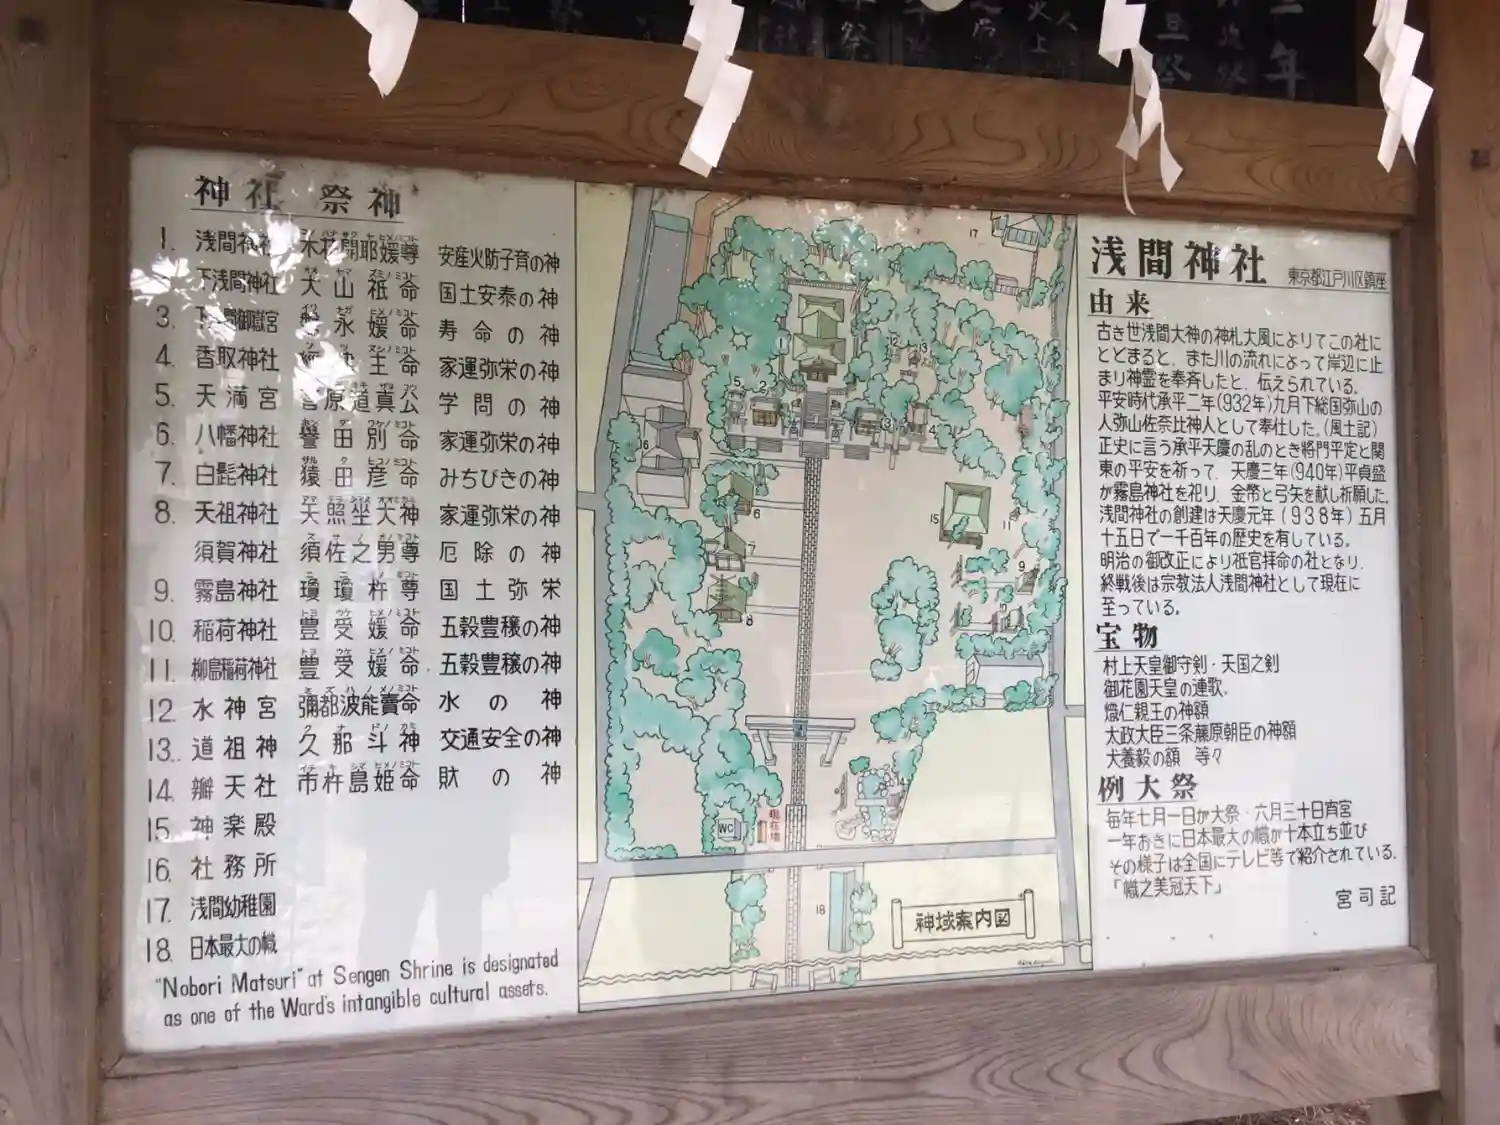 神社 祭神
1. 浅間神社 木花開耶媛尊 安産火防子育の神
下浅間神社 大山祇命 国土安泰の神
3. 御嶽宮 永媛命 寿命の神
4. 香取神社 主命 家運弥栄の神
5. 天満宮 菅原道真公 学問の神
6. 八幡神社 誉田別命 家運弥栄の神
7. 白髭神社 猿田彦命 みちびきの神
8. 天祖神社 天照坐大神 家運弥栄の神
須賀神社 須佐之男尊 厄除の神
9. 霧島神社 瓊瓊杵尊 国土弥栄
10. 稲荷神社 豊受媛命 五穀豊穣の神
11. 柳島稲荷神社 豊受媛命 五穀豊穣の神
12. 水神宮 彌都波能賣命 水の神
13. 道祖神 久那斗神 交通安全の神
14. 辨天社 市杵島姫命 財の神
15. 神楽殿
16. 社務所
17. 浅間幼稚園
18. 日本最大の幟
"Nobori Matsuri" at Sengen Shrine is designated
as one of the Ward's intangible cultural assets.
17
12
13
5
2
1
3
4
16
6
15
11
7
9
8
14
WC
現在地
18
神域案内図
浅間神社 東京都江戸川区鎮座
由来
古き世浅間大神の神札大風によりてこの社に
とどまると、また川の流れによって岸辺に止
まり神霊を奉斉したと、伝えられている。
平安時代承平二年(932年)九月下総国弥山の
人弥山佐奈比神人として奉仕した。(風土記)
正史に言う承平天慶の乱のとき将門平定と関
東の平安を祈って、天慶三年(940年)平貞盛
が霧島神社を祀り、金幣と弓矢を献し祈願した。
浅間神社の創建は天慶元年(938年)五月
十五日で一千百年の歴史を有している。
明治の御改正により祇官拝命の社となり、
終戦後は宗教法人浅間神社として現在に
至っている。
宝物
村上天皇御守剣・天国之剣
御花園天皇の連歌。
熾仁親王の神額
太政大臣三条藤原朝臣の神額
犬養毅の額 等々
例大祭
毎年七月一日が大祭・六月三十日宵宮
一年おきに日本最大の幟が十本立ち並び
その様子は全国にテレビ等で紹介されている。
「幟之美冠天下」
宮司記